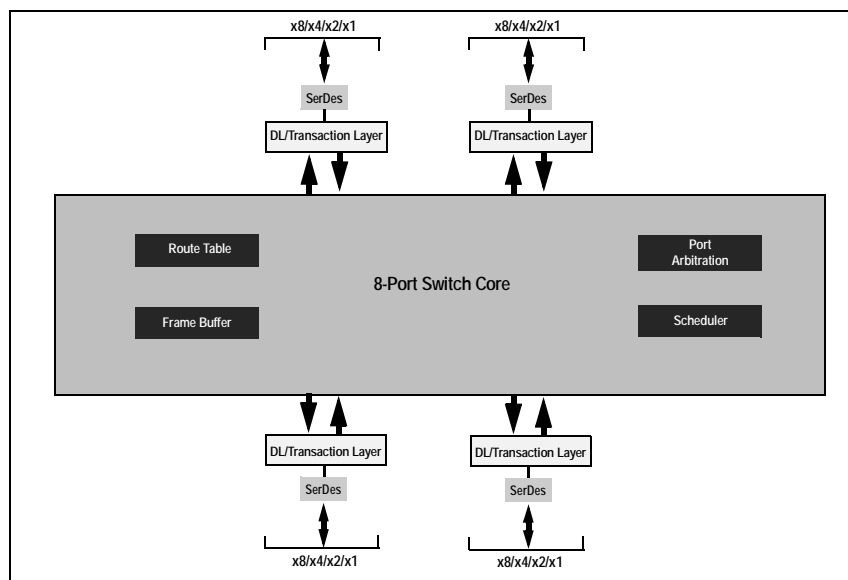 x8/x4/x2/x1
x8/x4/x2/x1
SerDes
SerDes
DL/Transaction Layer
DL/Transaction Layer
Route Table
Port
Arbitration
8-Port Switch Core
Frame Buffer
Scheduler
DL/Transaction Layer
DL/Transaction Layer
SerDes
SerDes
x8/x4/x2/x1
x8/x4/x2/x1